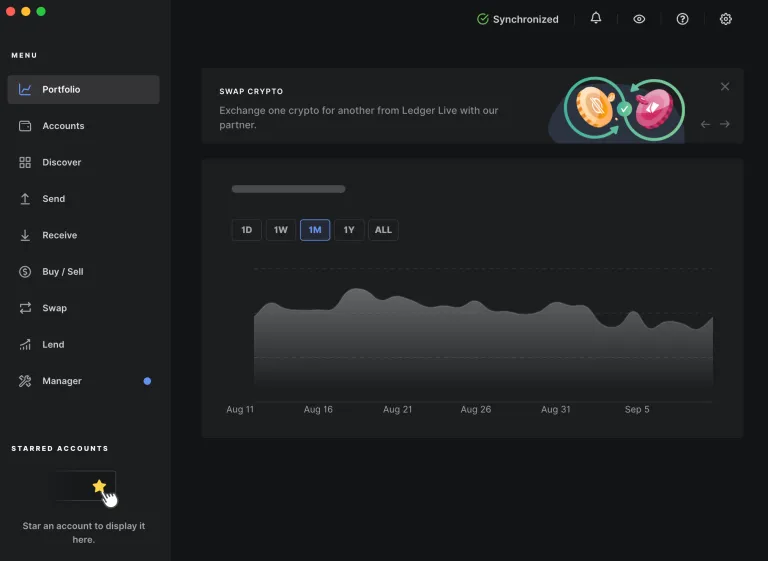 Synchronized
MENU
Portfolio
Accounts
Discover
Send
Receive
Buy / Sell
Swap
Lend
Manager
STARRED ACCOUNTS
Star an account to display it
here.
SWAP CRYPTO
Exchange one crypto for another from Ledger Live with our
partner.
1D 1W 1M 1Y ALL
Aug 11 Aug 16 Aug 21 Aug 26 Aug 31 Sep 5